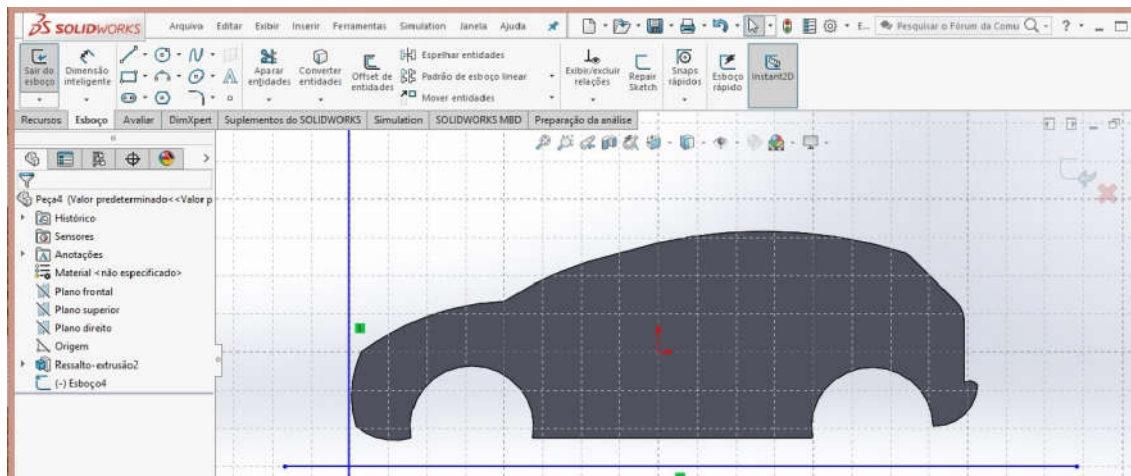 SOLIDWORKS Arquivo Editar Exibir Inserir Ferramentas Simulation Janela Ajuda E... Pesquisar o Fórum da Comu ?
Sair do esboço
Dimensão inteligente
Aparar entidades
Converter entidades
Offset de entidades
Espelhar entidades
Padrão de esboço linear
Mover entidades
Exibir/excluir relações
Repair Sketch
Snaps rápidos
Esboço rápido
Instant2D
Recursos Esboço Avaliar DimXpert Suplementos do SOLIDWORKS Simulation SOLIDWORKS MBD Preparação da análise
Peça4 (Valor predeterminado<<Valor p
Histórico
Sensores
Anotações
Material <não especificado>
Plano frontal
Plano superior
Plano direito
Origem
Ressalto-extrusão2
(-) Esboço4